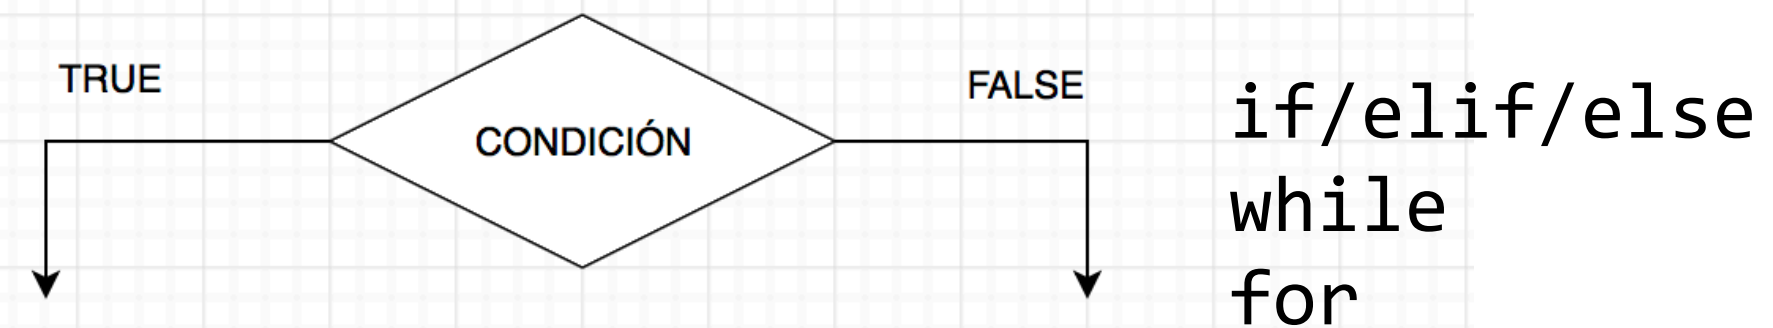 TRUE
CONDICIÓN
FALSE
if/elif/else
while
for